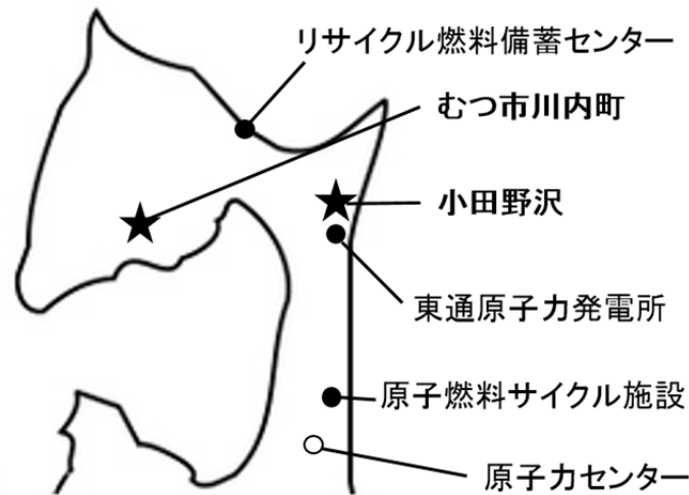 リサイクル燃料備蓄センター
むつ市川内町
小田野沢
東通原子力発電所
原子燃料サイクル施設
原子力センター